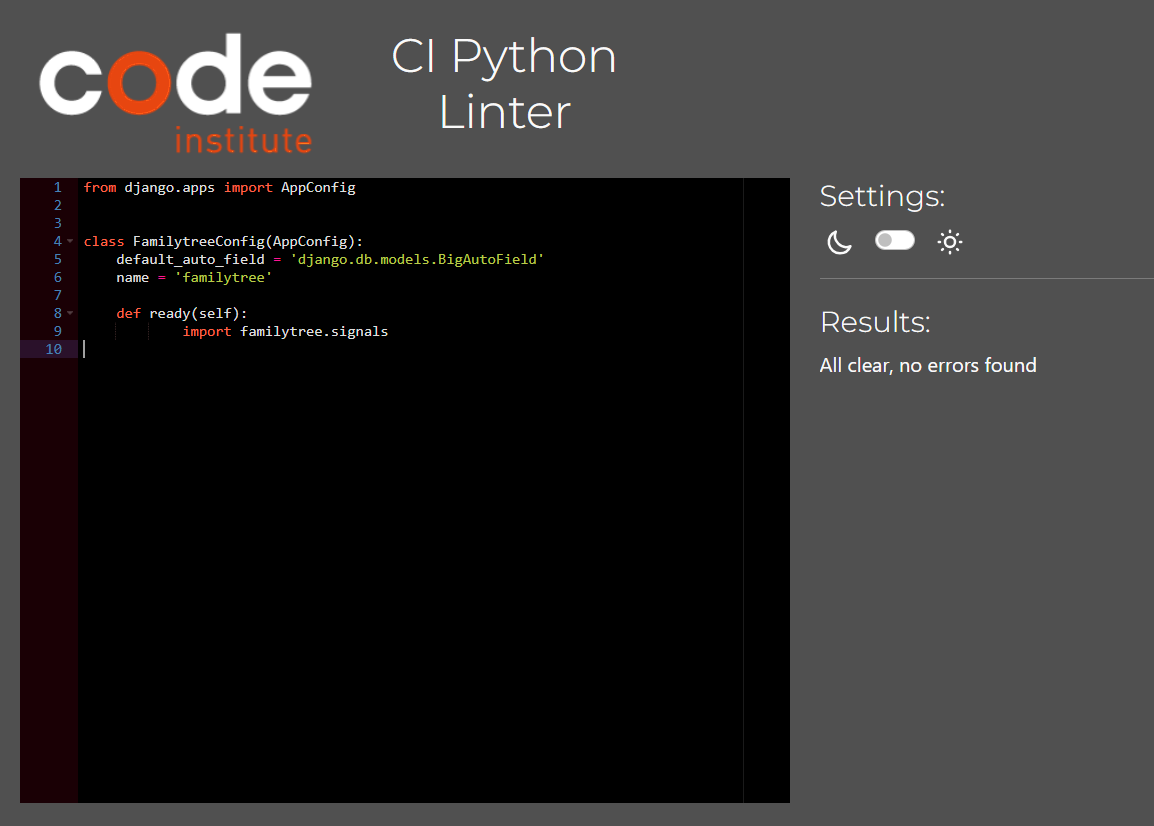 code
institute
CI Python
Linter
1 from django.apps import AppConfig
2
3
4 class FamilytreeConfig(AppConfig):
5     default_auto_field = 'django.db.models.BigAutoField'
6     name = 'familytree'
7
8     def ready(self):
9             import familytree.signals
10
Settings:
Results:
All clear, no errors found